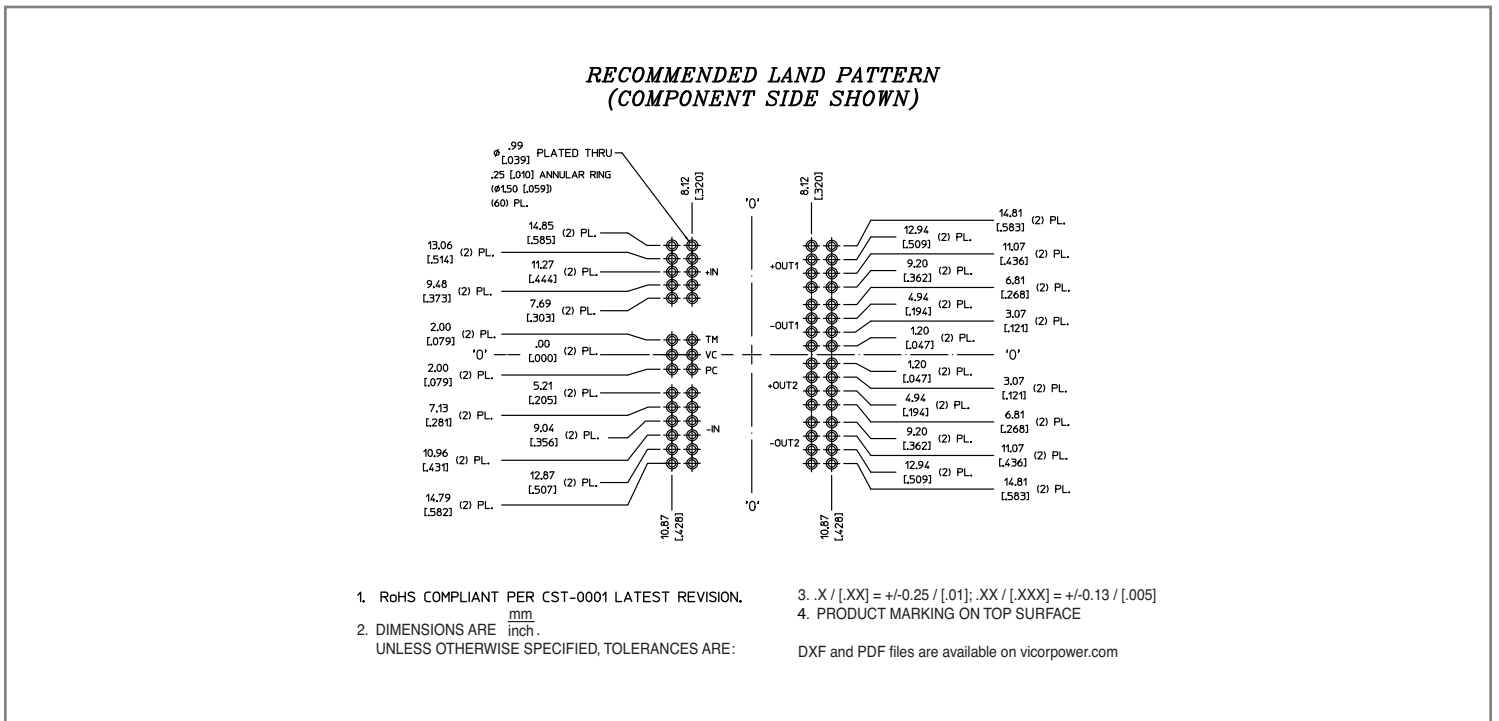 RECOMMENDED LAND PATTERN
(COMPONENT SIDE SHOWN)
ø .99 [.039] PLATED THRU
.25 [.010] ANNULAR RING
(ø1.50 [.059])
(60) PL.
8.12 [.320]
'0'
8.12 [.320]
14.85 [.585] (2) PL.
13.06 [.514] (2) PL.
11.27 [.444] (2) PL.
9.48 [.373] (2) PL.
7.69 [.303] (2) PL.
2.00 [.079] (2) PL.
'0'
.00 [.000] (2) PL.
2.00 [.079] (2) PL.
5.21 [.205] (2) PL.
7.13 [.281] (2) PL.
9.04 [.356] (2) PL.
10.96 [.431] (2) PL.
12.87 [.507] (2) PL.
14.79 [.582] (2) PL.
+IN
TM
VC
PC
-IN
10.87 [.428]
'0'
+OUT1
-OUT1
+OUT2
-OUT2
10.87 [.428]
14.81 [.583] (2) PL.
12.94 [.509] (2) PL.
11.07 [.436] (2) PL.
9.20 [.362] (2) PL.
6.81 [.268] (2) PL.
4.94 [.194] (2) PL.
3.07 [.121] (2) PL.
1.20 [.047] (2) PL.
'0'
1.20 [.047] (2) PL.
3.07 [.121] (2) PL.
4.94 [.194] (2) PL.
6.81 [.268] (2) PL.
9.20 [.362] (2) PL.
11.07 [.436] (2) PL.
12.94 [.509] (2) PL.
14.81 [.583] (2) PL.
1. RoHS COMPLIANT PER CST-0001 LATEST REVISION.
2. DIMENSIONS ARE mm/inch.
UNLESS OTHERWISE SPECIFIED, TOLERANCES ARE:
3. .X / [.XX] = +/-0.25 / [.01]; .XX / [.XXX] = +/-0.13 / [.005]
4. PRODUCT MARKING ON TOP SURFACE
DXF and PDF files are available on vicorpower.com